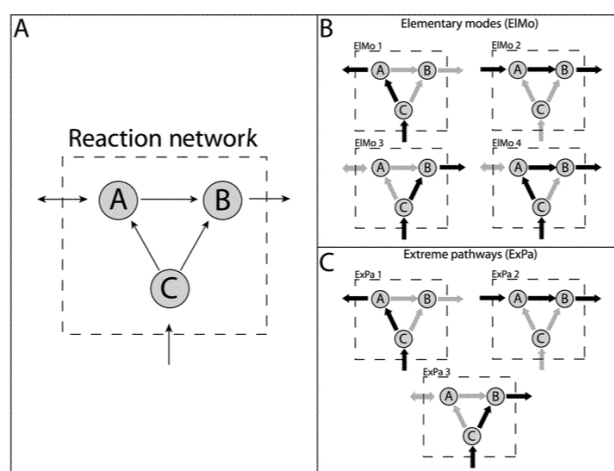 A
Reaction network
A
B
C
B
Elementary modes (ElMo)
ElMo 1
A
B
C
ElMo 2
A
B
C
ElMo 3
A
B
C
ElMo 4
A
B
C
C
Extreme pathways (ExPa)
ExPa 1
A
B
C
ExPa 2
A
B
C
ExPa 3
A
B
C